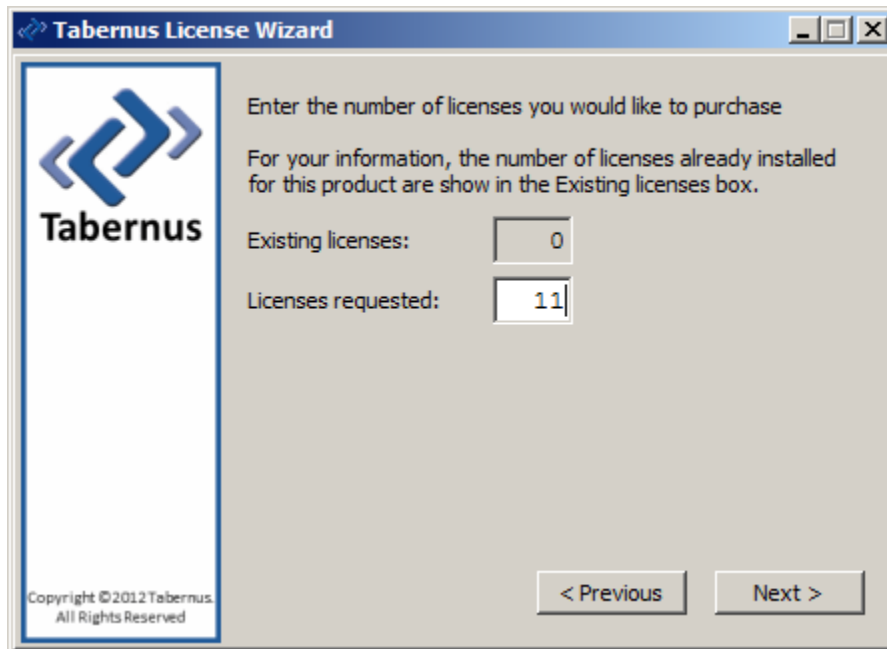 Tabernus License Wizard
Enter the number of licenses you would like to purchase
For your information, the number of licenses already installed
for this product are show in the Existing licenses box.
Tabernus
Existing licenses: 0
Licenses requested: 11
Copyright ©2012 Tabernus.
All Rights Reserved
< Previous Next >